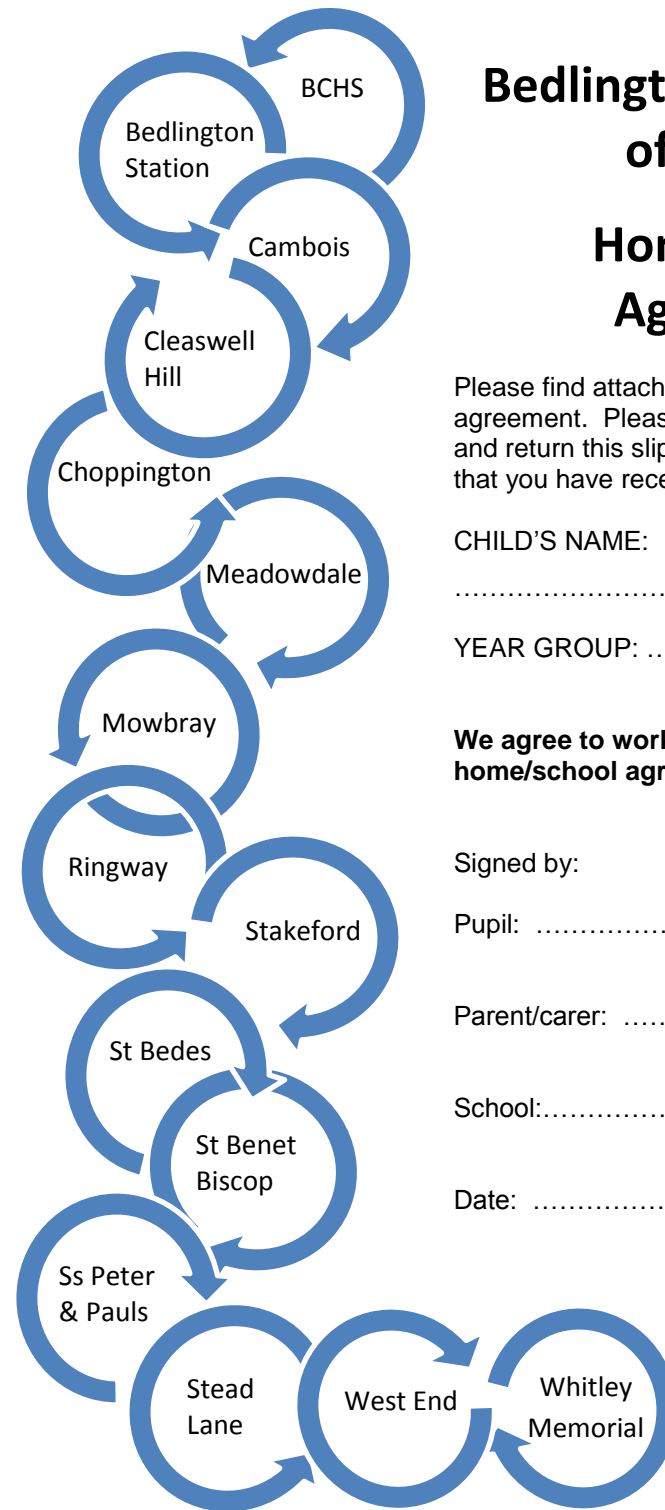 BCHS
Bedlington
Station
Cambois
Cleaswell
Hill
Choppington
Meadowdale
Mowbray
Ringway
Stakeford
St Bedes
St Benet
Biscop
Ss Peter
& Pauls
Stead
Lane
West End
Whitley
Memorial
Bedlingt
of
Hor
Ag
Please find attach
agreement.  Pleas
and return this slip
that you have rece
CHILD’S NAME:
……………………
YEAR GROUP: …
We agree to worl
home/school agr
Signed by:
Pupil:  ……………
Parent/carer:  ……
School:……………
Date:  ……………